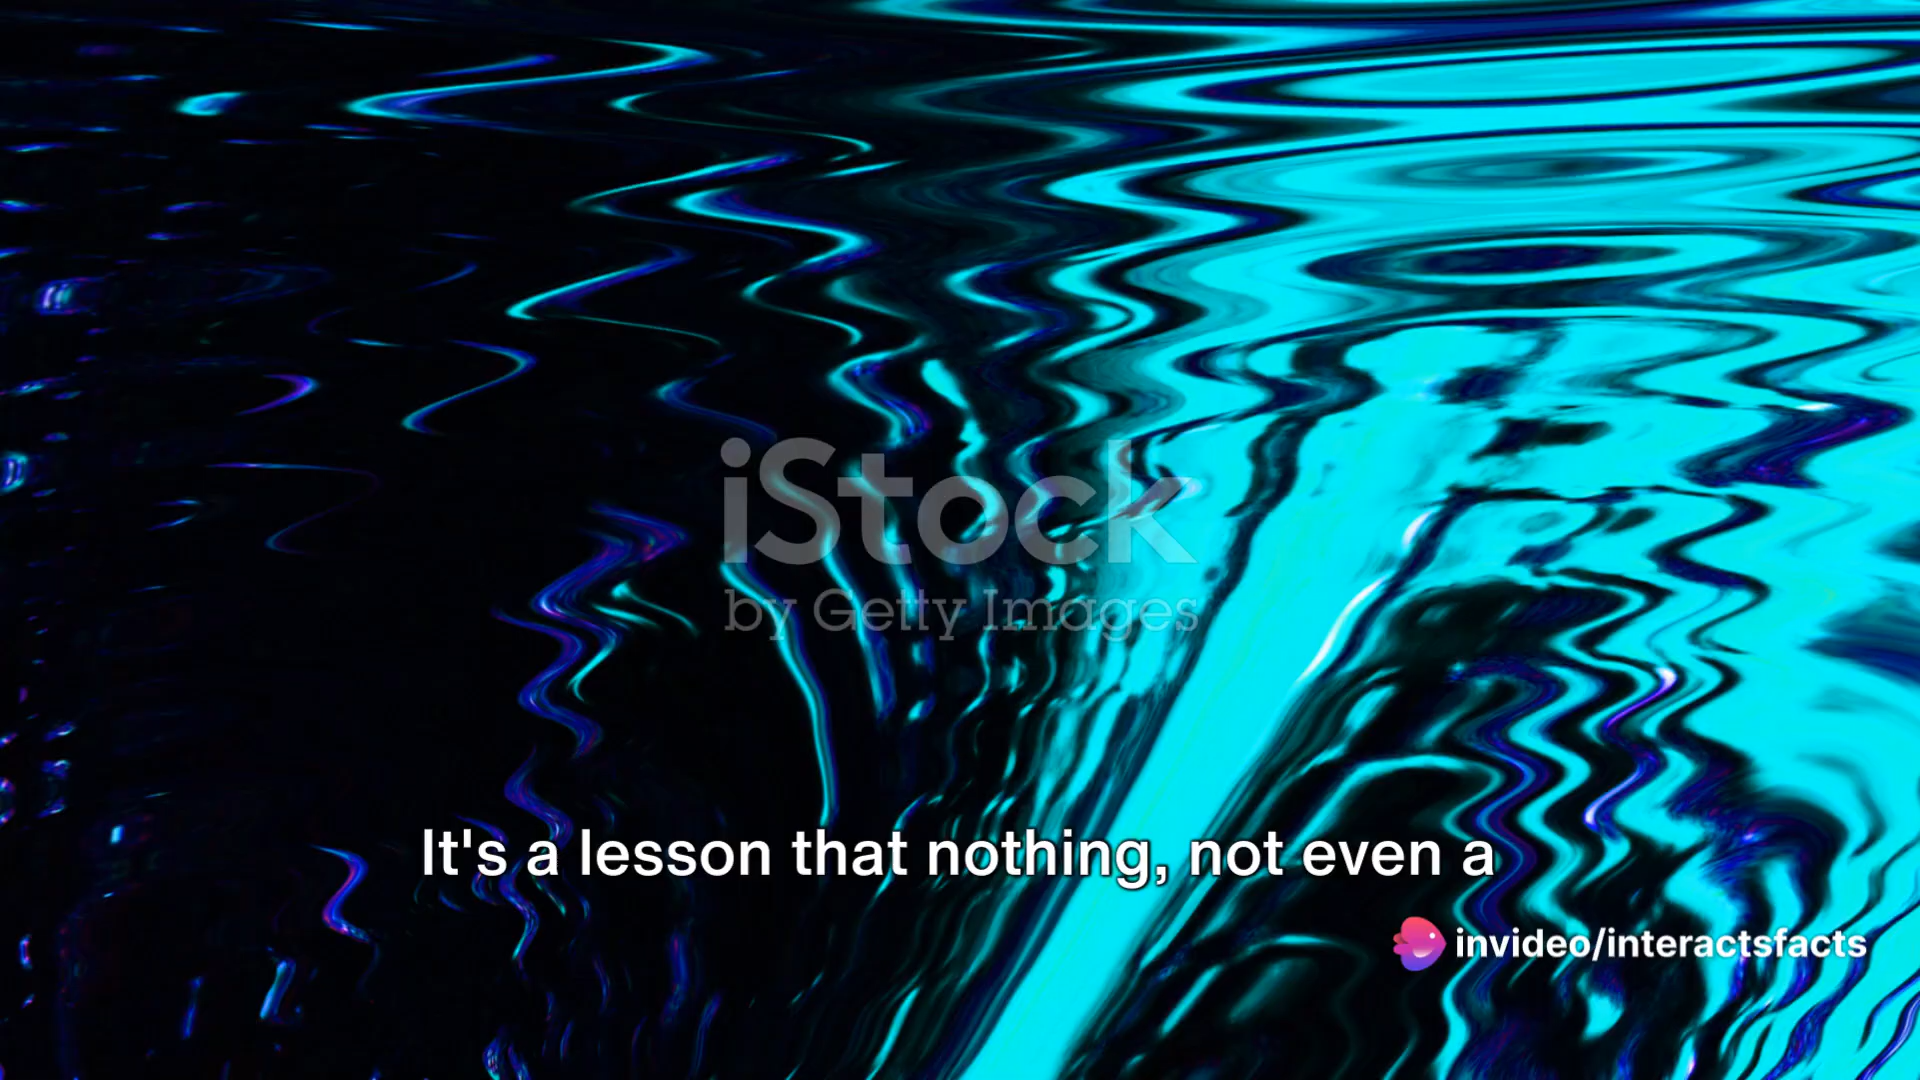 iStock
by Getty Images
It's a lesson that nothing, not even a
invideo/interactsfacts